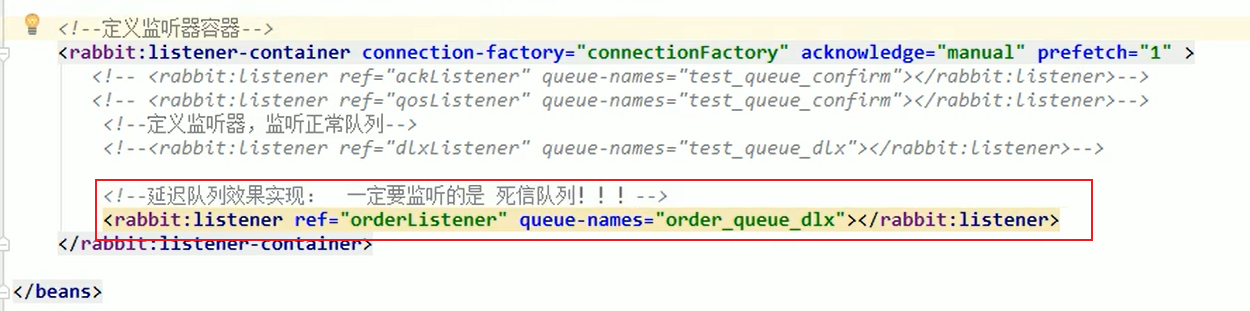 <!--定义监听器容器-->
<rabbit:listener-container connection-factory="connectionFactory" acknowledge="manual" prefetch="1" >
<!-- <rabbit:listener ref="ackListener" queue-names="test_queue_confirm"></rabbit:listener>-->
<!-- <rabbit:listener ref="qosListener" queue-names="test_queue_confirm"></rabbit:listener>-->
<!--定义监听器，监听正常队列-->
<!--<rabbit:listener ref="dlxListener" queue-names="test_queue_dlx"></rabbit:listener>-->
<!--延迟队列效果实现： 一定要监听的是 死信队列！！！-->
<rabbit:listener ref="orderListener" queue-names="order_queue_dlx"></rabbit:listener>
</rabbit:listener-container>
</beans>